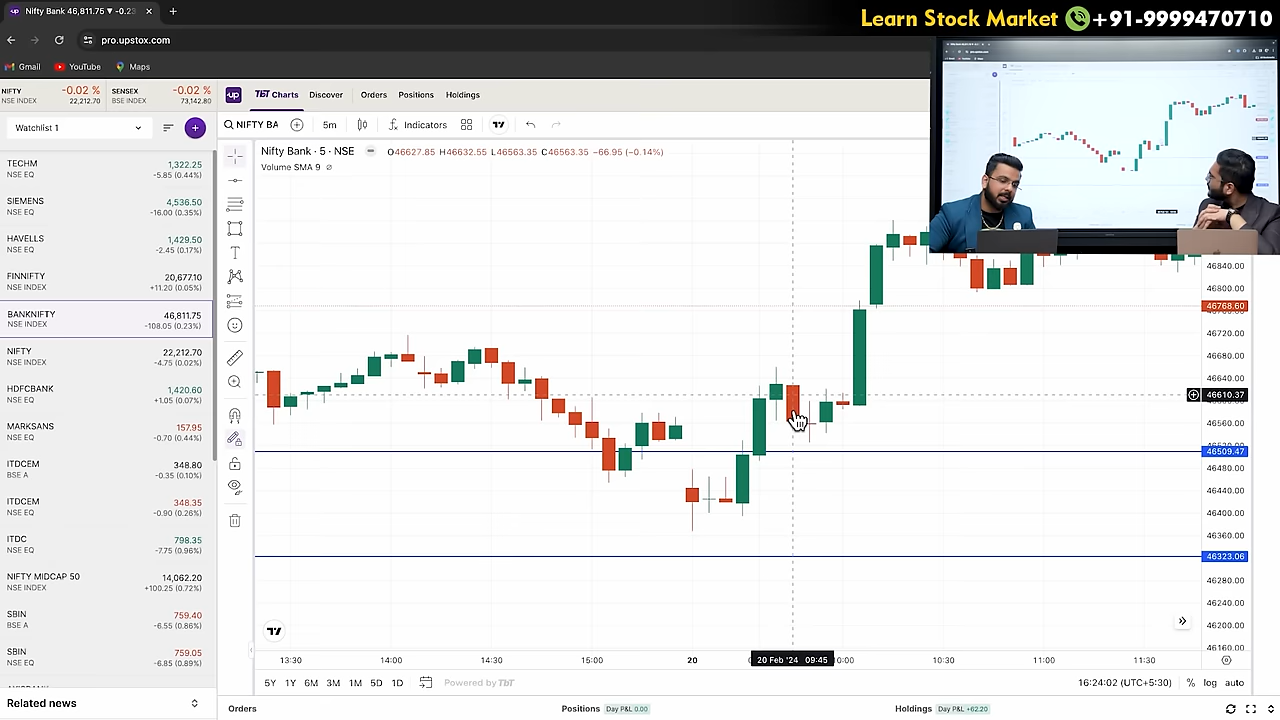 Nifty Bank 46,811.75 ▼ -0.23
Learn Stock Market +91-9999470710
pro.upstox.com
Gmail YouTube Maps
NIFTY -0.02 % SENSEX -0.02 %
NSE INDEX 22,212.70 BSE INDEX 73,142.80
up TBT Charts Orders Positions Holdings
Watchlist 1
TY BA 5m Indicators
Nifty Bank · 5 · NSE H46632.55 -66.95 (-0.14%)
Volume SMA 9
TECHM 1,322.25
NSE EQ -5.85 (0.44%)
SIEMENS 4,536.50
NSE EQ -16.00 (0.35%)
HAVELLS 1,429.50
NSE EQ -2.45 (0.17%)
FINNIFTY 20,677.10
NSE INDEX +11.20 (0.05%)
BANKNIFTY 46,811.75
NSE INDEX -108.05 (0.23%)
NIFTY 22,212.70
NSE INDEX -4.75 (0.02%)
HDFCBANK 1,420.60
NSE EQ +1.05 (0.07%)
MARKSANS 157.95
NSE EQ -0.70 (0.44%)
ITDCEM 348.80
BSE A -0.35 (0.10%)
ITDCEM 348.35
NSE EQ -0.90 (0.26%)
ITDC 798.35
NSE EQ -7.75 (0.96%)
NIFTY MIDCAP 50 14,062.20
NSE INDEX +100.25 (0.72%)
SBIN 759.40
BSE A -6.55 (0.86%)
SBIN 759.05
NSE EQ -6.85 (0.89%)
Related news
46840.00
46800.00
46768.60
46720.00
46680.00
46640.00
46610.37
46560.00
46509.47
46480.00
46440.00
46400.00
46360.00
46323.06
46280.00
46240.00
46200.00
46160.00
13:30 14:00 14:30 15:00 20 20 Feb '24 09:45 0:00 10:30 11:00 11:30
5Y 1Y 6M 3M 1M 5D 1D Powered by TBT 16:24:02 (UTC+5:30) % log auto
Orders Positions Day P&L 0.00 Holdings Day P&L +62.20